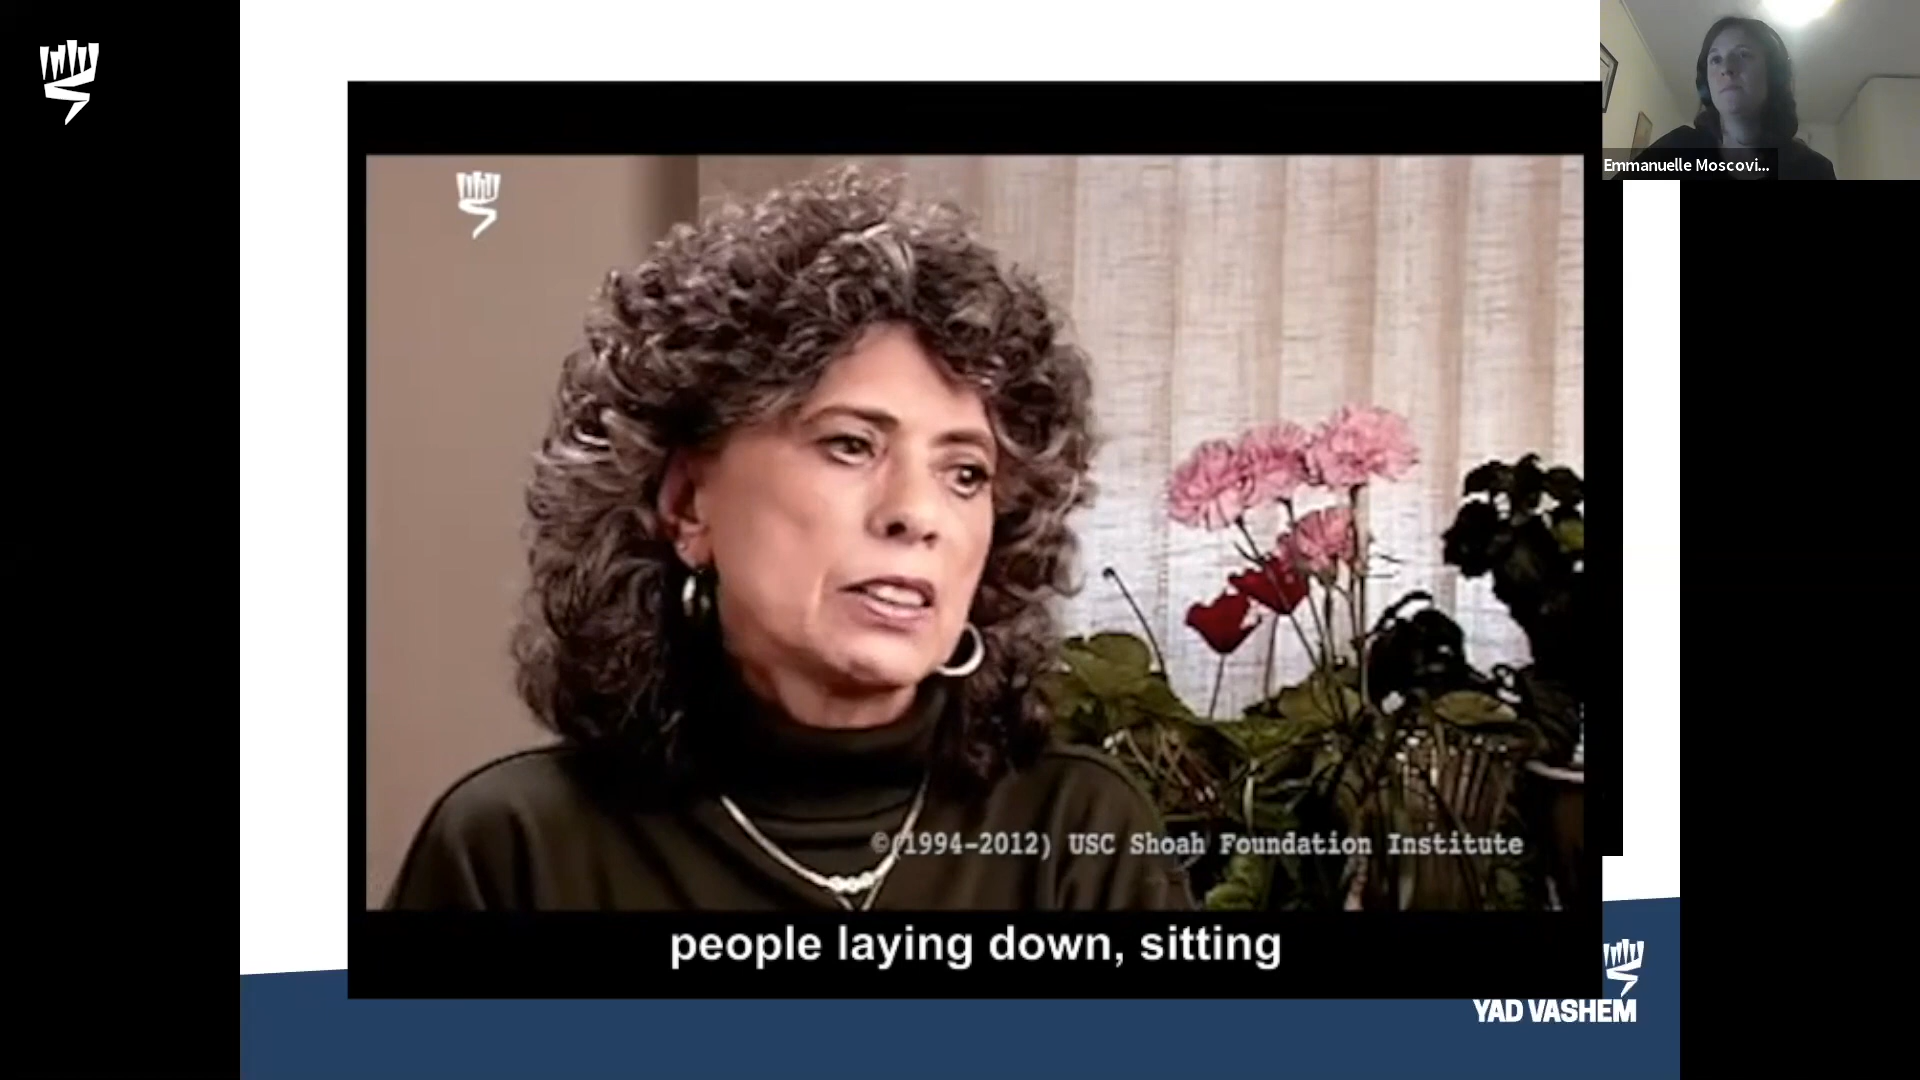 Emmanuelle Moscovi...
©(1994-2012) USC Shoah Foundation Institute
people laying down, sitting
YAD VASHEM